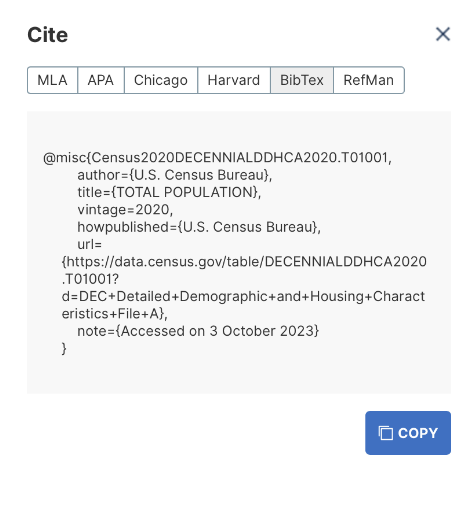 Cite
MLA
APA
Chicago
Harvard
BibTex
RefMan
@misc{Census2020DECENNIALDDHCA2020.T01001,
author={U.S. Census Bureau},
title={TOTAL POPULATION},
vintage=2020,
howpublished={U.S. Census Bureau},
url=
{https://data.census.gov/table/DECENNIALDDHCA2020
.T01001?
d=DEC+Detailed+Demographic+and+Housing+Charact
eristics+File+A},
note={Accessed on 3 October 2023}
}
COPY